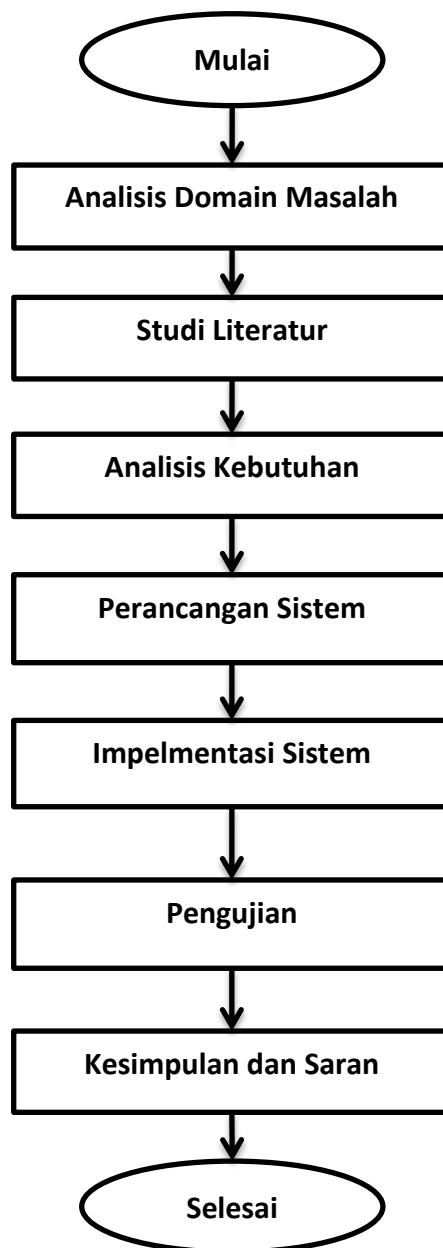 Mulai
Analisis Domain Masalah
Studi Literatur
Analisis Kebutuhan
Perancangan Sistem
Impelmentasi Sistem
Pengujian
Kesimpulan dan Saran
Selesai